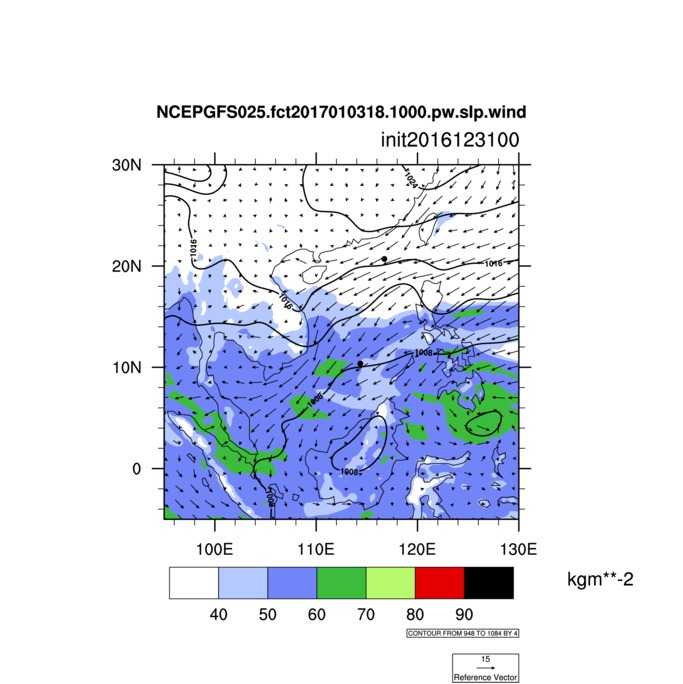 NCEPGFS025.fct2017010318.1000.pw.slp.wind
init2016123100
30N
20N
10N
0
1024
1016
1016
1016
1008
1008
1008
1008
100E 110E 120E 130E
kgm**-2
40 50 60 70 80 90
CONTOUR FROM 948 TO 1084 BY 4
15
Reference Vector